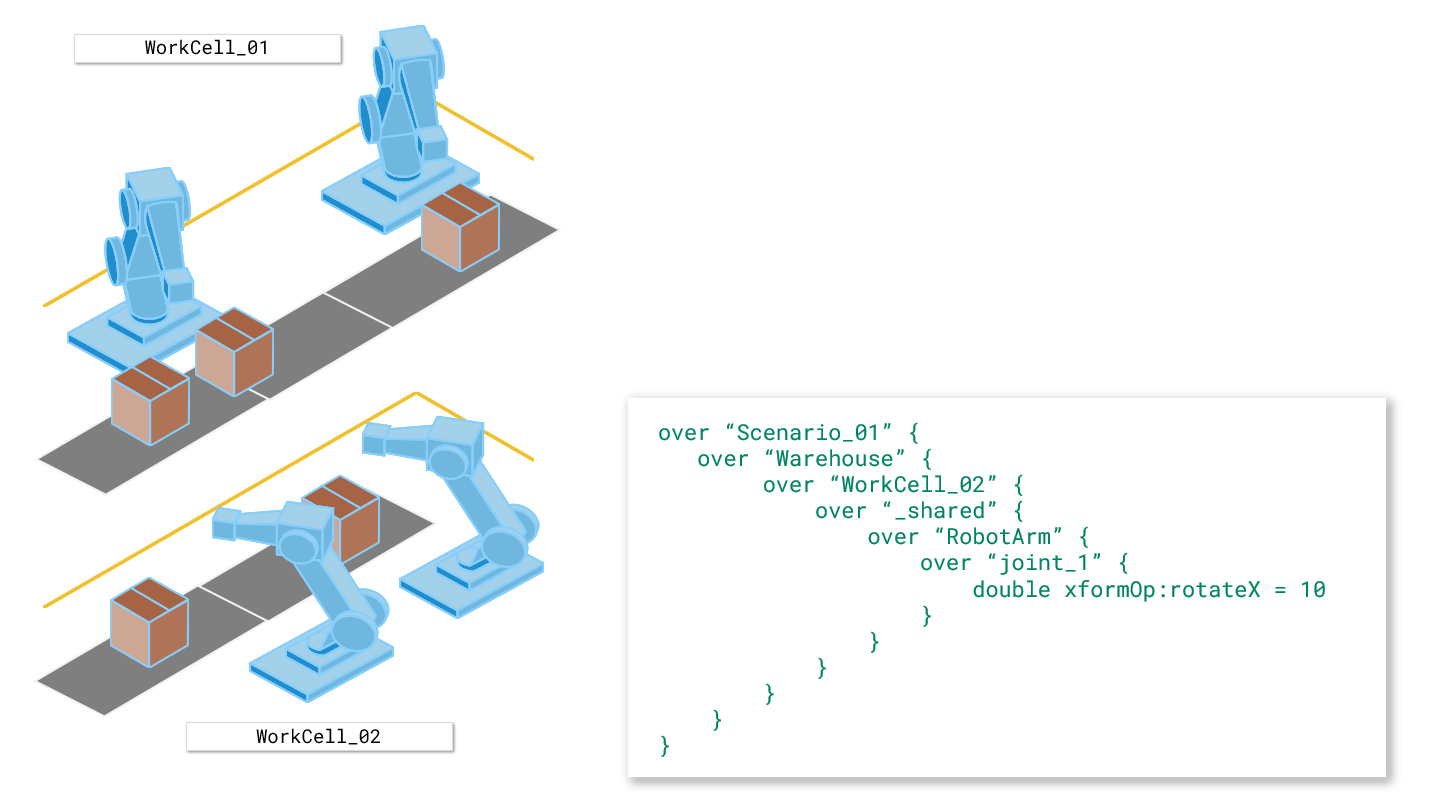 WorkCell_01
over “Scenario_01” {
over “Warehouse” {
over “WorkCell_02” {
over “_shared” {
over “RobotArm” {
over “joint_1” {
double xformOp:rotateX = 10
}
}
}
}
}
}
WorkCell_02